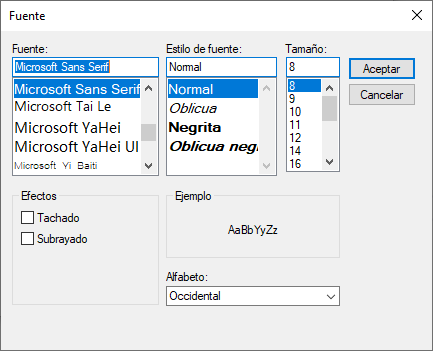 Fuente
Fuente:
Microsoft Sans Serif
Microsoft Sans Serif
Microsoft Tai Le
Microsoft YaHei
Microsoft YaHei UI
Microsoft Yi Baiti
Estilo de fuente:
Normal
Normal
Oblicua
Negrita
Oblicua negr
Tamaño:
8
8
9
10
11
12
14
16
Aceptar
Cancelar
Efectos
Tachado
Subrayado
Ejemplo
AaBbYyZz
Alfabeto:
Occidental